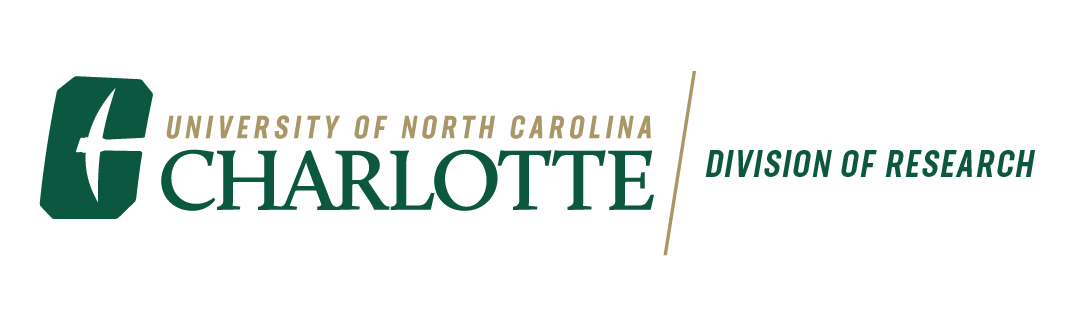 UNIVERSITY OF NORTH CAROLINA
CHARLOTTE
DIVISION OF RESEARCH